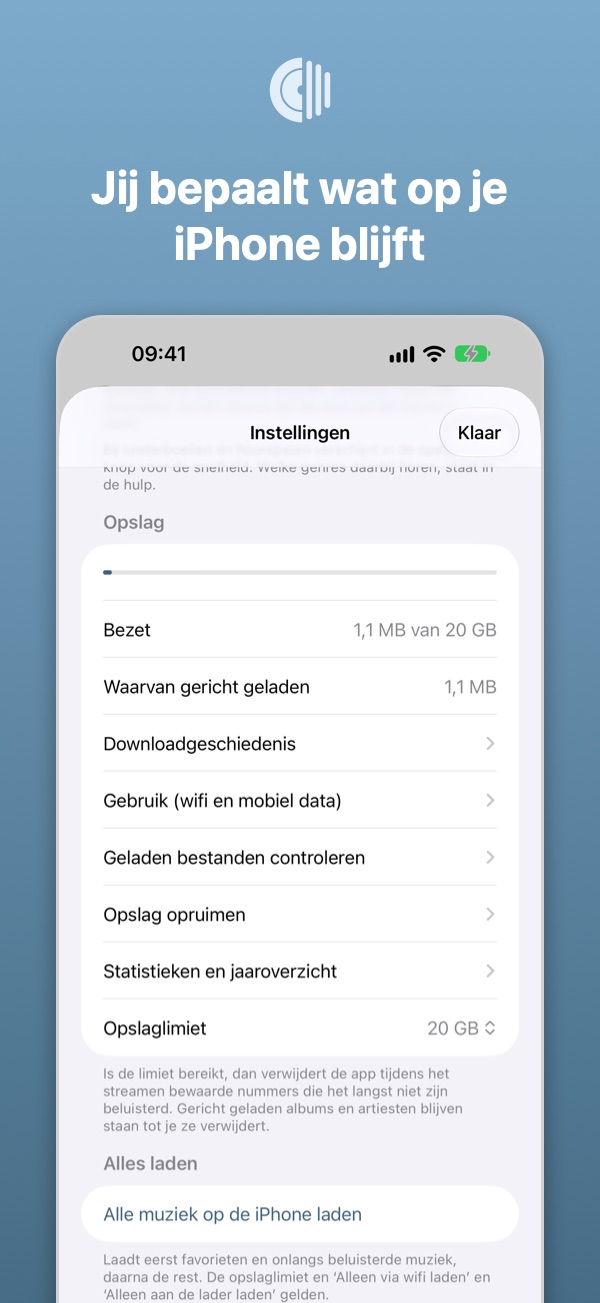 Jij bepaalt wat op je
iPhone blijft
09:41
Instellingen
Klaar
knop voor de snelheid. Welke genres daarbij horen, staat in
de hulp.
Opslag
Bezet
1,1 MB van 20 GB
Waarvan gericht geladen
1,1 MB
Downloadgeschiedenis
Gebruik (wifi en mobiel data)
Geladen bestanden controleren
Opslag opruimen
Statistieken en jaaroverzicht
Opslaglimiet
20 GB
Is de limiet bereikt, dan verwijdert de app tijdens het
streamen bewaarde nummers die het langst niet zijn
beluisterd. Gericht geladen albums en artiesten blijven
staan tot je ze verwijdert.
Alles laden
Alle muziek op de iPhone laden
Laadt eerst favorieten en onlangs beluisterde muziek,
daarna de rest. De opslaglimiet en ‘Alleen via wifi laden’ en
‘Alleen aan de lader laden’ gelden.